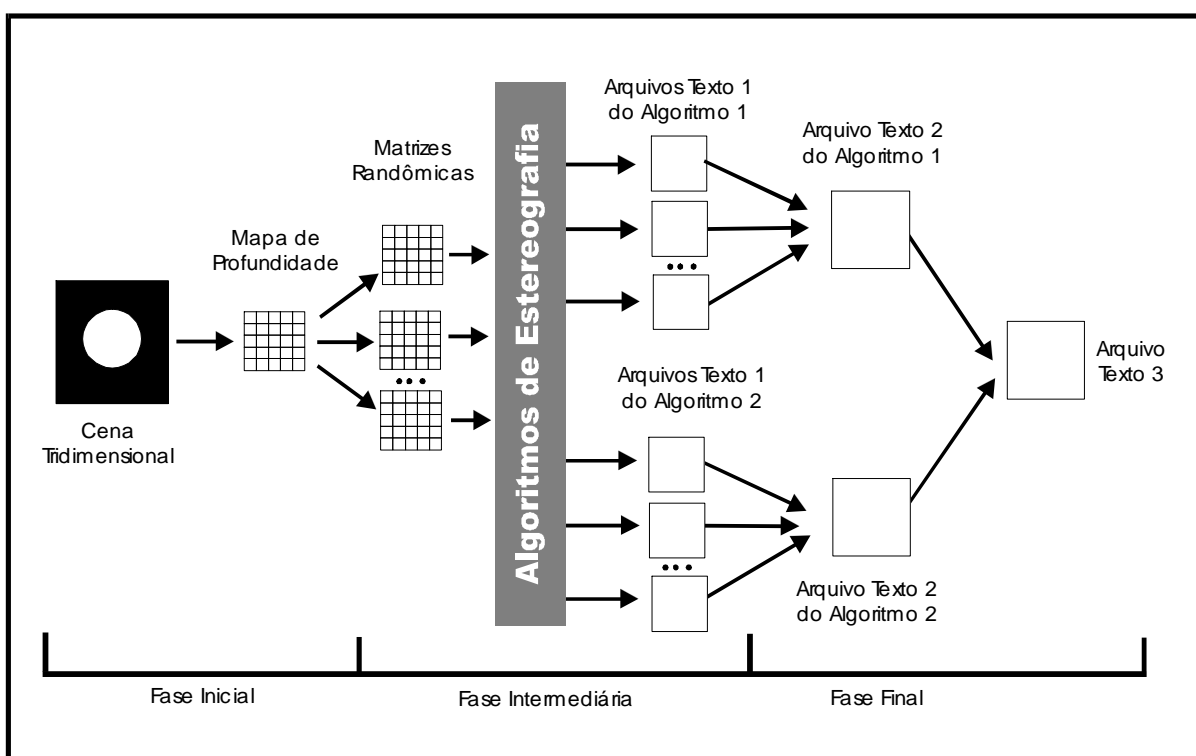 Cena
Tridimensional
Mapa de
Profundidade
Matrizes
Randômicas
...
Algoritmos de Estereografia
Arquivos Texto 1
do Algoritmo 1
...
Arquivos Texto 1
do Algoritmo 2
...
Arquivo Texto 2
do Algoritmo 1
Arquivo Texto 2
do Algoritmo 2
Arquivo
Texto 3
Fase Inicial
Fase Intermediária
Fase Final